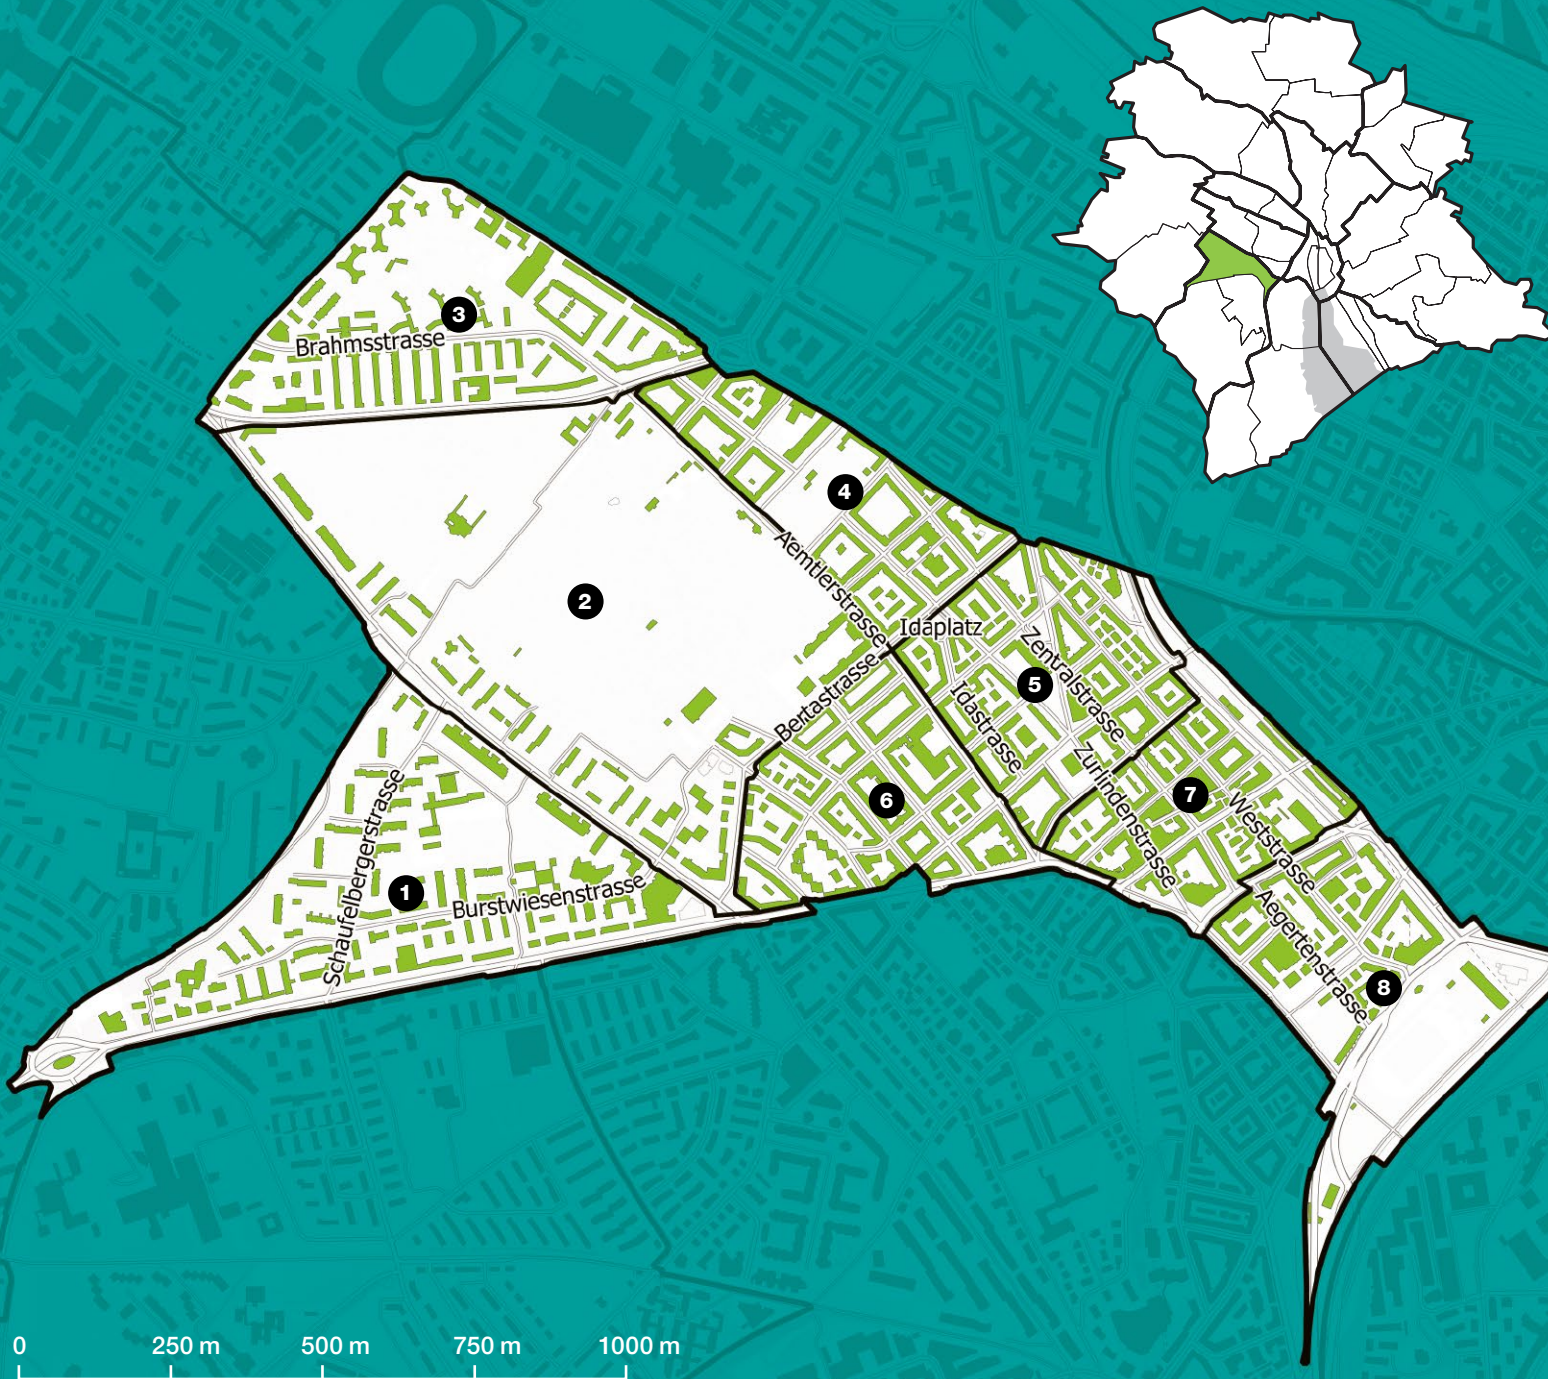 3
Brahmsstrasse
4
Aemtlerstrasse
2
Idaplatz
Zentralstrasse
5
Bertastrasse
Idastrasse
Zurlindenstrasse
6
7
Weststrasse
Schaufelbergerstrasse
1
Burstwiesenstrasse
Aegertenstrasse
8
0 250 m 500 m 750 m 1000 m